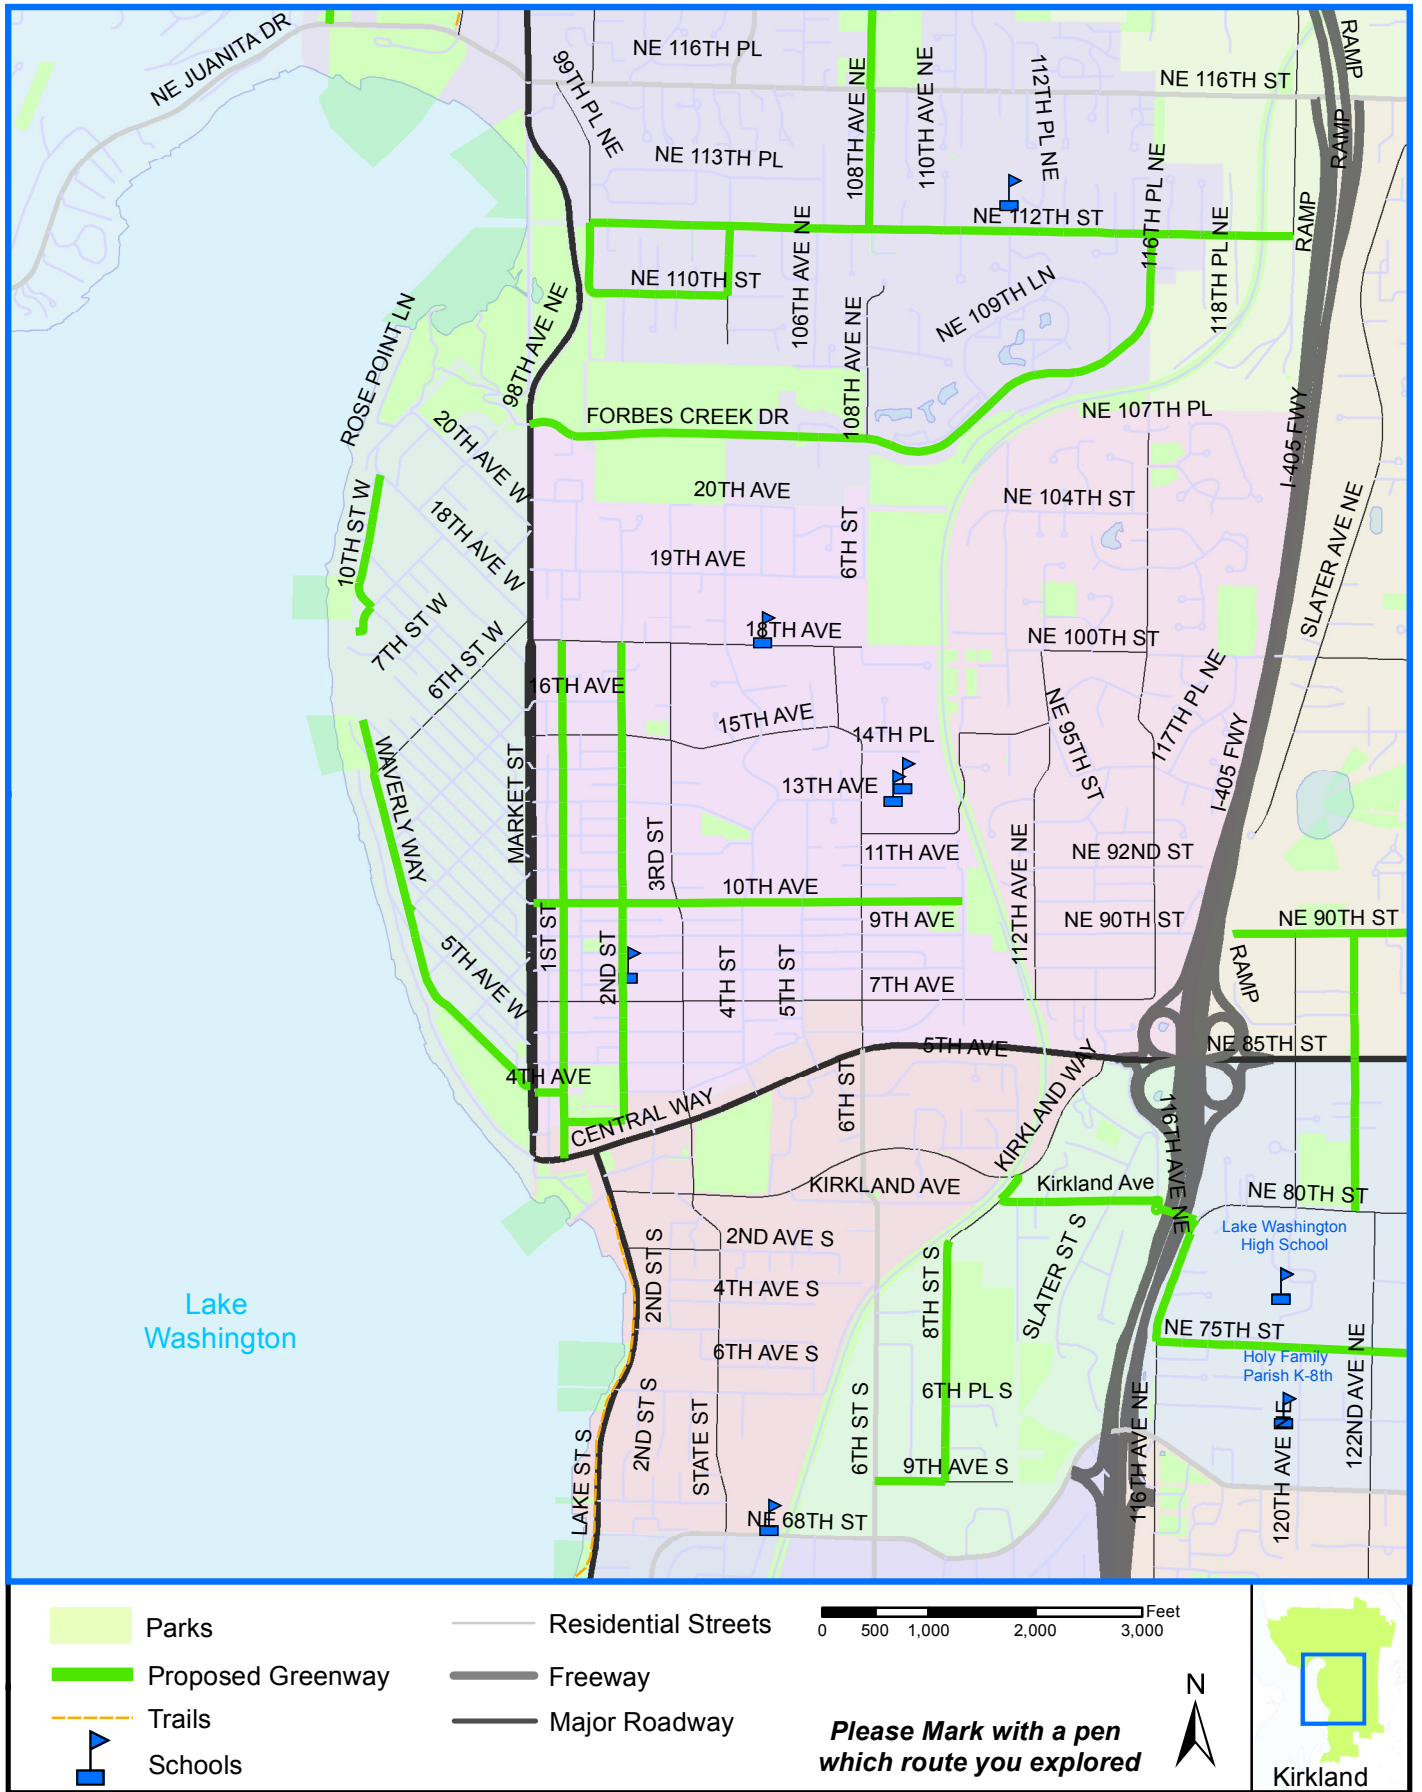 NE JUANITA DR
NE 116TH PL
99TH PL NE
108TH AVE NE
110TH AVE NE
112TH PL NE
NE 116TH ST
RAMP
RAMP
NE 113TH PL
116TH PL NE
NE 112TH ST
RAMP
118TH PL NE
106TH AVE NE
NE 110TH ST
NE 109TH LN
98TH AVE NE
ROSE POINT LN
108TH AVE NE
FORBES CREEK DR
NE 107TH PL
I-405 FWY
20TH AVE W
20TH AVE
NE 104TH ST
SLATER AVE NE
10TH ST W
18TH AVE W
6TH ST
19TH AVE
7TH ST W
6TH ST W
18TH AVE
NE 100TH ST
16TH AVE
15TH AVE
14TH PL
NE 95TH ST
117TH PL NE
I-405 FWY
WAVERLY WAY
MARKET ST
13TH AVE
3RD ST
11TH AVE
112TH AVE NE
NE 92ND ST
10TH AVE
9TH AVE
NE 90TH ST
NE 90TH ST
1ST ST
2ND ST
5TH AVE W
4TH ST
5TH ST
7TH AVE
RAMP
5TH AVE
NE 85TH ST
4TH AVE
CENTRAL WAY
6TH ST
KIRKLAND WAY
116TH AVE NE
KIRKLAND AVE
Kirkland Ave
NE 80TH ST
2ND AVE S
2ND ST S
8TH ST S
SLATER ST S
Lake Washington
High School
4TH AVE S
Lake
Washington
6TH AVE S
NE 75TH ST
122ND AVE NE
Holy Family
Parish K-8th
6TH PL S
2ND ST S
STATE ST
6TH ST S
9TH AVE S
LAKE ST S
116TH AVE NE
120TH AVE NE
NE 68TH ST
Parks
Proposed Greenway
Trails
Schools
Residential Streets
Freeway
Major Roadway
Feet
0 500 1,000 2,000 3,000
Please Mark with a pen
which route you explored
N
Kirkland